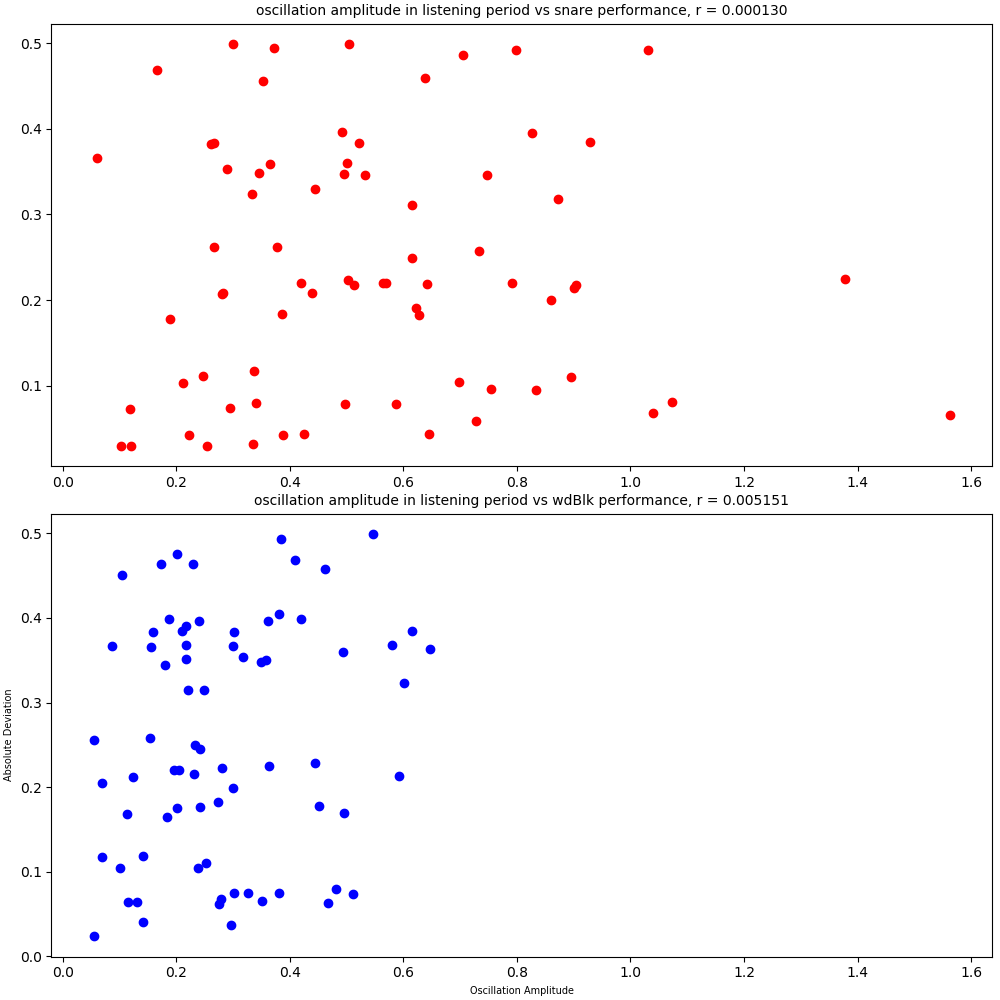 oscillation amplitude in listening period vs snare performance, r = 0.000130
0.5
0.4
0.3
0.2
0.1
0.0 0.2 0.4 0.6 0.8 1.0 1.2 1.4 1.6
oscillation amplitude in listening period vs wdBlk performance, r = 0.005151
0.5
0.4
0.3
0.2
0.1
0.0
Absolute Deviation
0.0 0.2 0.4 0.6 0.8 1.0 1.2 1.4 1.6
Oscillation Amplitude